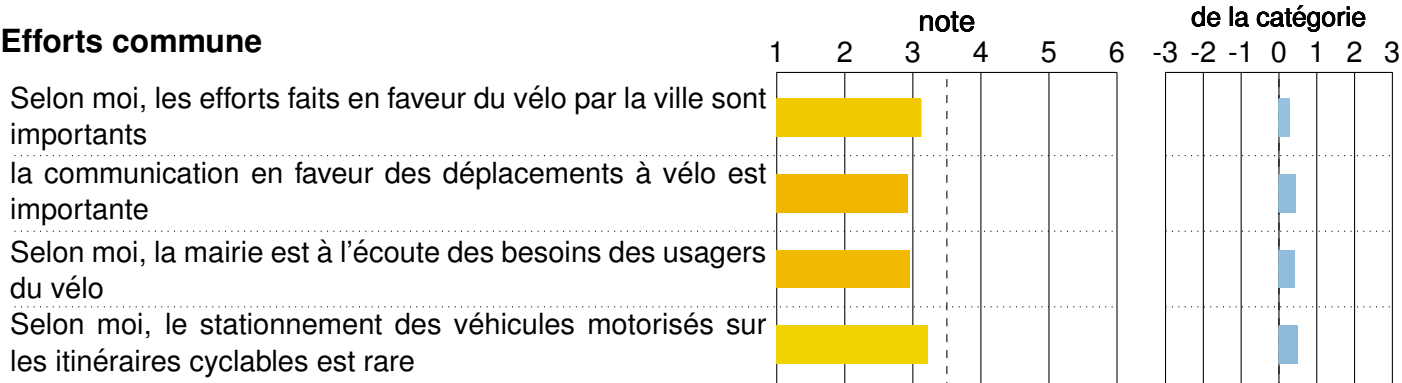 note
de la catégorie
Efforts commune
1 2 3 4 5 6
-3 -2 -1 0 1 2 3
Selon moi, les efforts faits en faveur du vélo par la ville sont
importants
la communication en faveur des déplacements à vélo est
importante
Selon moi, la mairie est à l'écoute des besoins des usagers
du vélo
Selon moi, le stationnement des véhicules motorisés sur
les itinéraires cyclables est rare